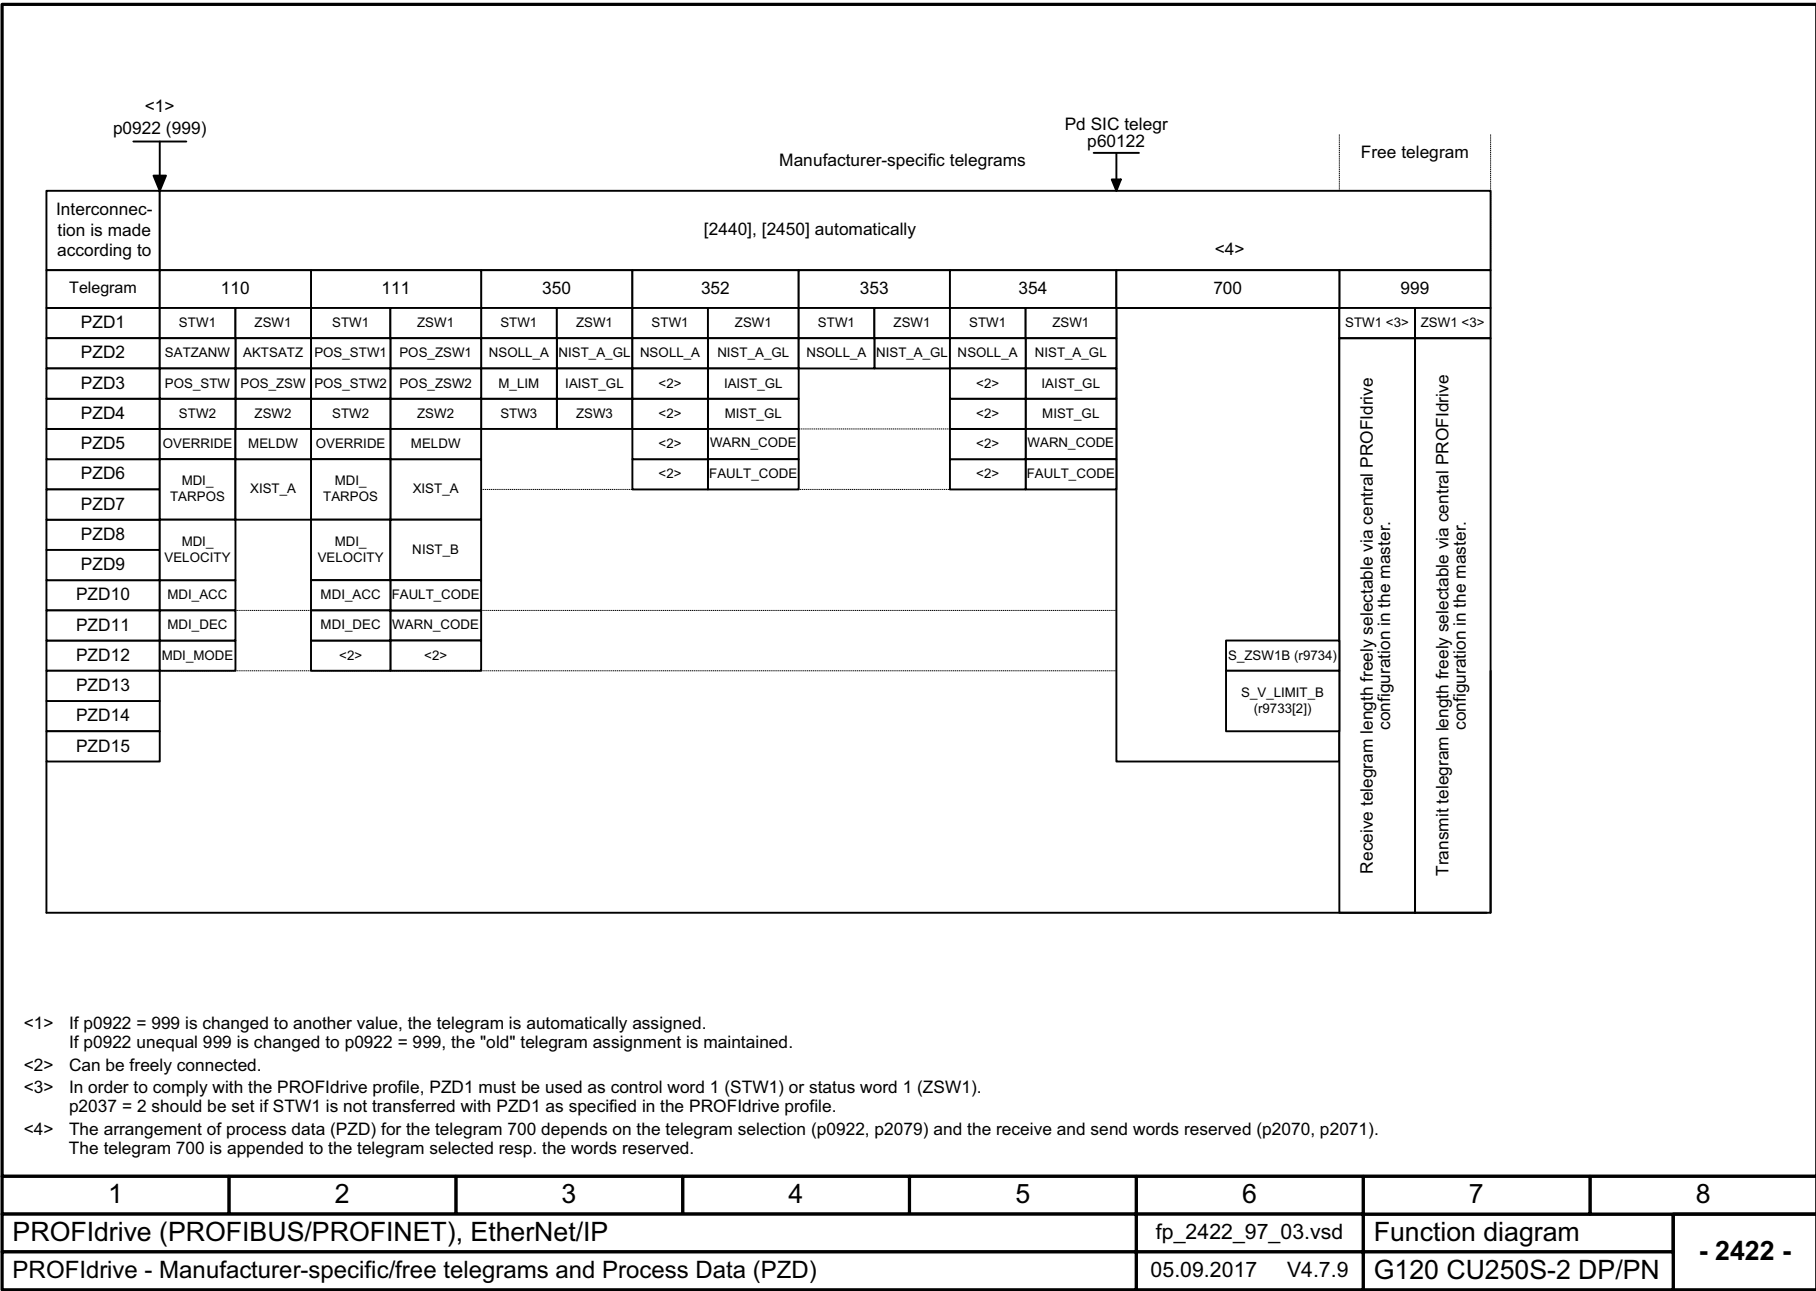 <1>
p0922 (999)
Pd SIC telegr
p60122
Manufacturer-specific telegrams
Free telegram
Interconnec-
tion is made
according to
[2440], [2450] automatically
<4>
Telegram 110 111 350 352 353 354 700 999
PZD1 STW1 ZSW1 STW1 ZSW1 STW1 ZSW1 STW1 ZSW1 STW1 ZSW1 STW1 ZSW1 STW1 <3> ZSW1 <3>
PZD2 SATZANW AKTSATZ POS_STW1 POS_ZSW1 NSOLL_A NIST_A_GL NSOLL_A NIST_A_GL NSOLL_A NIST_A_GL NSOLL_A NIST_A_GL
PZD3 POS_STW POS_ZSW POS_STW2 POS_ZSW2 M_LIM IAIST_GL <2> IAIST_GL <2> IAIST_GL
PZD4 STW2 ZSW2 STW2 ZSW2 STW3 ZSW3 <2> MIST_GL <2> MIST_GL
PZD5 OVERRIDE MELDW OVERRIDE MELDW <2> WARN_CODE <2> WARN_CODE
PZD6 <2> FAULT_CODE <2> FAULT_CODE
MDI_
TARPOS
XIST_A
MDI_
TARPOS
XIST_A
PZD7
PZD8
MDI_
VELOCITY
MDI_
VELOCITY
NIST_B
PZD9
PZD10 MDI_ACC MDI_ACC FAULT_CODE
PZD11 MDI_DEC MDI_DEC WARN_CODE
PZD12 MDI_MODE <2> <2> S_ZSW1B (r9734)
PZD13
S_V_LIMIT_B
(r9733[2])
PZD14
PZD15
Receive telegram length freely selectable via central PROFIdrive
configuration in the master.
Transmit telegram length freely selectable via central PROFIdrive
configuration in the master.
<1> If p0922 = 999 is changed to another value, the telegram is automatically assigned.
If p0922 unequal 999 is changed to p0922 = 999, the "old" telegram assignment is maintained.
<2> Can be freely connected.
<3> In order to comply with the PROFIdrive profile, PZD1 must be used as control word 1 (STW1) or status word 1 (ZSW1).
p2037 = 2 should be set if STW1 is not transferred with PZD1 as specified in the PROFIdrive profile.
<4> The arrangement of process data (PZD) for the telegram 700 depends on the telegram selection (p0922, p2079) and the receive and send words reserved (p2070, p2071).
The telegram 700 is appended to the telegram selected resp. the words reserved.
1 2 3 4 5 6 7 8
PROFIdrive (PROFIBUS/PROFINET), EtherNet/IP fp_2422_97_03.vsd Function diagram
- 2422 -
PROFIdrive - Manufacturer-specific/free telegrams and Process Data (PZD) 05.09.2017 V4.7.9 G120 CU250S-2 DP/PN